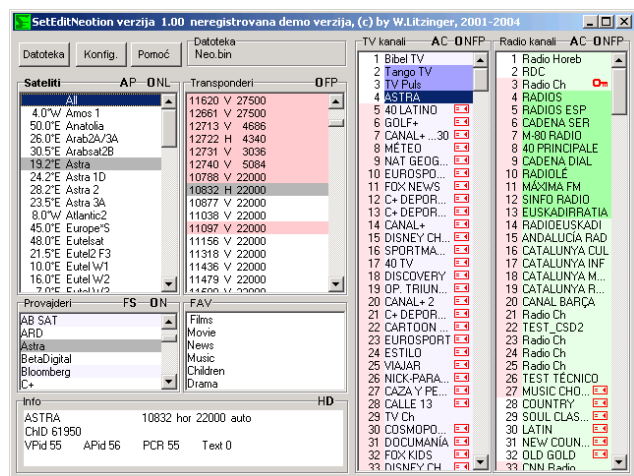 SetEditNeotion verzija 1.00 neregistrovana demo verzija, (c) by W.Litzinger, 2001-2004
Datoteka
Konfig.
Pomoć
Datoteka
Neo.bin
Sateliti AP ONL
All
4.0°W Amos 1
50.0°E Anatolia
26.0°E Arab2A/3A
30.5°E Arabsat2B
19.2°E Astra
24.2°E Astra 1D
28.2°E Astra 2
23.5°E Astra 3A
8.0°W Atlantic2
45.0°E Europe*S
48.0°E Eutelsat
21.5°E Eutel2 F3
10.0°E Eutel W1
16.0°E Eutel W2
7.0°E Eutel W3
Transponderi OFP
11620 V 27500
12661 V 27500
12713 V 4686
12722 H 4340
12731 V 3036
12740 V 5084
10788 V 22000
10832 H 22000
10877 V 22000
11038 V 22000
11097 V 22000
11156 V 22000
11318 V 22000
11436 V 22000
11479 V 22000
11509 V 22000
Provajderi FS ON
AB SAT
ARD
Astra
BetaDigital
Bloomberg
C+
FAV
Films
Movie
News
Music
Children
Drama
Info HD
ASTRA 10832 hor 22000 auto
ChID 61950
VPid 55 APid 56 PCR 55 Text 0
TV kanali AC ONFP
1 Bibel TV
2 Tango TV
3 TV Puls
4 ASTRA
5 40 LATINO
6 GOLF+
7 CANAL+ ...30
8 MÉTEO
9 NAT GEOG...
10 EUROSPO...
11 FOX NEWS
12 C+ DEPOR...
13 C+ DEPOR...
14 CANAL+
15 DISNEY CH...
16 SPORTMA...
17 40 TV
18 DISCOVERY
19 OP. TRIUN...
20 CANAL+ 2
21 C+ DEPOR...
22 CARTOON ...
23 EUROSPORT
24 ESTILO
25 VIAJAR
26 NICK-PARA...
27 CAZA Y PE...
28 CALLE 13
29 TV Ch
30 COSMOPO...
31 DOCUMANÍA
32 FOX KIDS
33 DISNEY CH...
Radio kanali AC ONFP
1 Radio Horeb
2 RDC
3 Radio Ch
4 RADIOS
5 RADIOS ESP
6 CADENA SER
7 M-80 RADIO
8 40 PRINCIPALE
9 CADENA DIAL
10 RADIOLÉ
11 MÁXIMA FM
12 SINFO RADIO
13 EUSKADIRRATIA
14 RADIOEUSKADI
15 ANDALUCÍA RAD
16 CATALUNYA CUL
17 CATALUNYA INF
18 CATALUNYA M...
19 CATALUNYA R...
20 CANAL BARÇA
21 Radio Ch
22 TEST_CSD2
23 Radio Ch
24 Radio Ch
25 Radio Ch
26 TEST TÉCNICO
27 MUSIC CHO...
28 COUNTRY
29 SOUL CLAS...
30 LATIN
31 NEW COUN...
32 OLD GOLD
33 CNN Radio